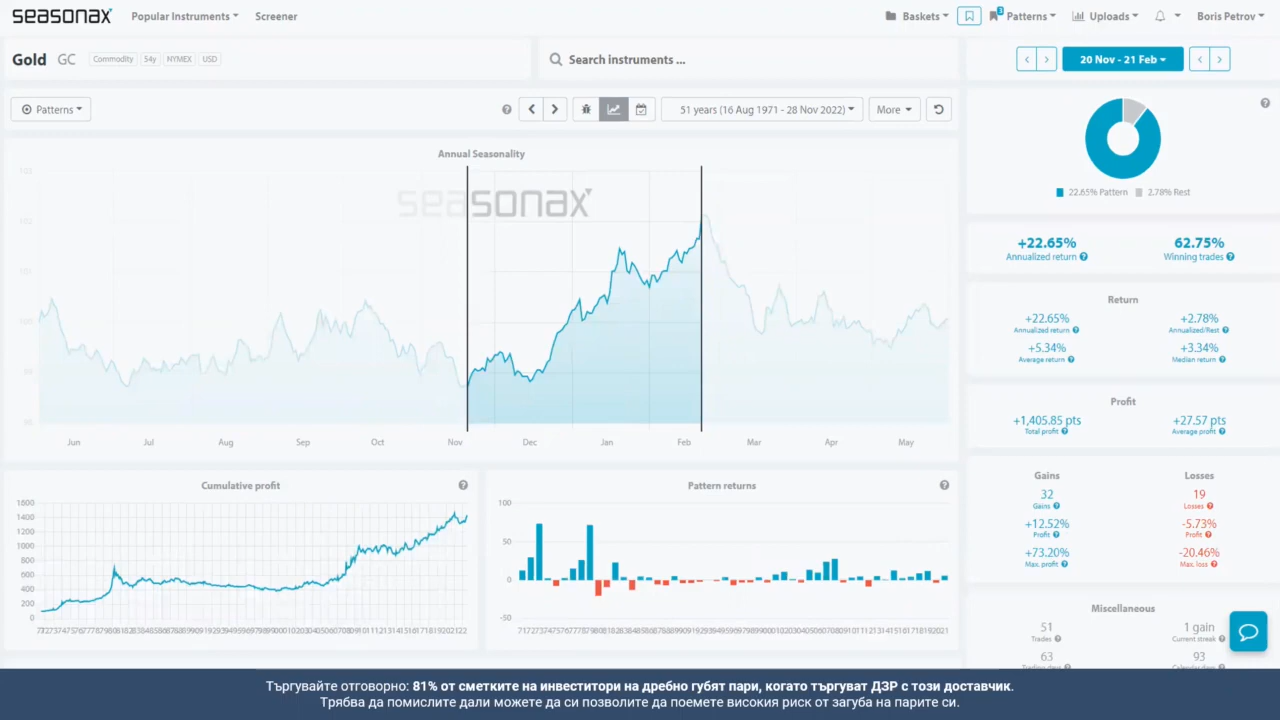 seasonax Popular Instruments Screener Baskets 3 Patterns Uploads Boris Petrov
Gold GC Commodity 54y NYMEX USD Search instruments ... 20 Nov - 21 Feb
Patterns 51 years (16 Aug 1971 - 28 Nov 2022) More
Annual Seasonality
seasonax
Jun Jul Aug Sep Oct Nov Dec Jan Feb Mar Apr May
22.65% Pattern 2.78% Rest
+22.65% 62.75%
Annualized return Winning trades
Return
+22.65% +2.78%
Annualized return Annualized/Rest
+5.34% +3.34%
Average return Median return
Profit
+1,405.85 pts +27.57 pts
Total profit Average profit
Gains Losses
32 19
Gains Losses
+12.52% -5.73%
Profit Profit
+73.20% -20.46%
Max. profit Max. loss
Miscellaneous
51 1 gain
Trades Current streak
63 93
Cumulative profit
1600
1400
1200
1000
800
600
400
200
0
Pattern returns
100
50
0
-50
Търгувайте отговорно: 81% от сметките на инвеститори на дребно губят пари, когато търгуват ДЗР с този доставчик.
Трябва да помислите дали можете да си позволите да поемете високия риск от загуба на парите си.